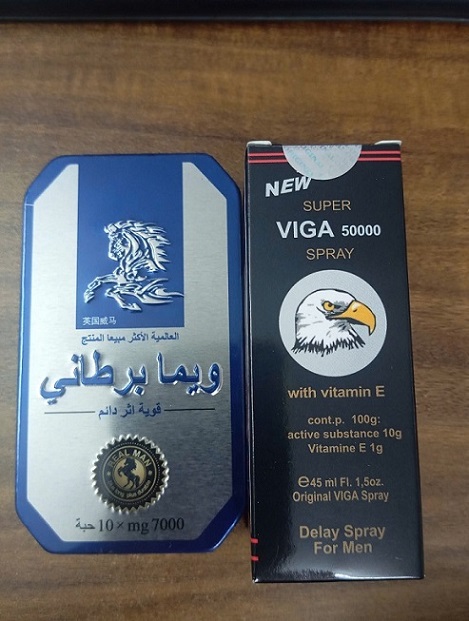 英国威马
العالمية الأكثر مبيعا المنتج
ويما برطاني
قوية اثر دائم
REAL MAN
10 × mg 7000 حبة
NEW
SUPER
VIGA 50000
SPRAY
with vitamin E
cont.p. 100g:
active substance 10g
Vitamine E 1g
℮45 ml Fl. 1,5oz.
Original VIGA Spray
Delay Spray
For Men